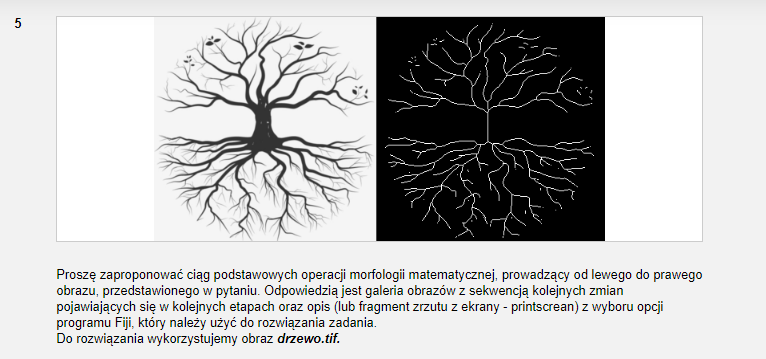 5
Proszę zaproponować ciąg podstawowych operacji morfologii matematycznej, prowadzący od lewego do prawego
obrazu, przedstawionego w pytaniu. Odpowiedzią jest galeria obrazów z sekwencją kolejnych zmian
pojawiających się w kolejnych etapach oraz opis (lub fragment zrzutu z ekrany - printscrean) z wyboru opcji
programu Fiji, który należy użyć do rozwiązania zadania.
Do rozwiązania wykorzystujemy obraz drzewo.tif.